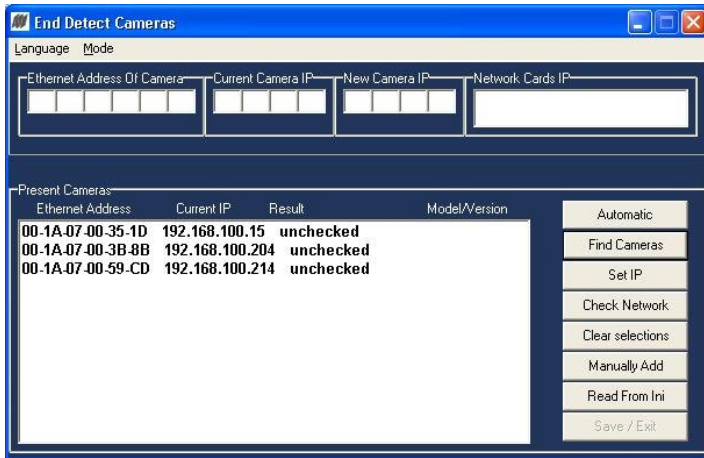 End Detect Cameras
Language Mode
Ethernet Address Of Camera Current Camera IP New Camera IP Network Cards IP
Present Cameras
Ethernet Address Current IP Result Model/Version
00-1A-07-00-35-1D 192.168.100.15 unchecked
00-1A-07-00-3B-8B 192.168.100.204 unchecked
00-1A-07-00-59-CD 192.168.100.214 unchecked
Automatic
Find Cameras
Set IP
Check Network
Clear selections
Manually Add
Read From Ini
Save / Exit